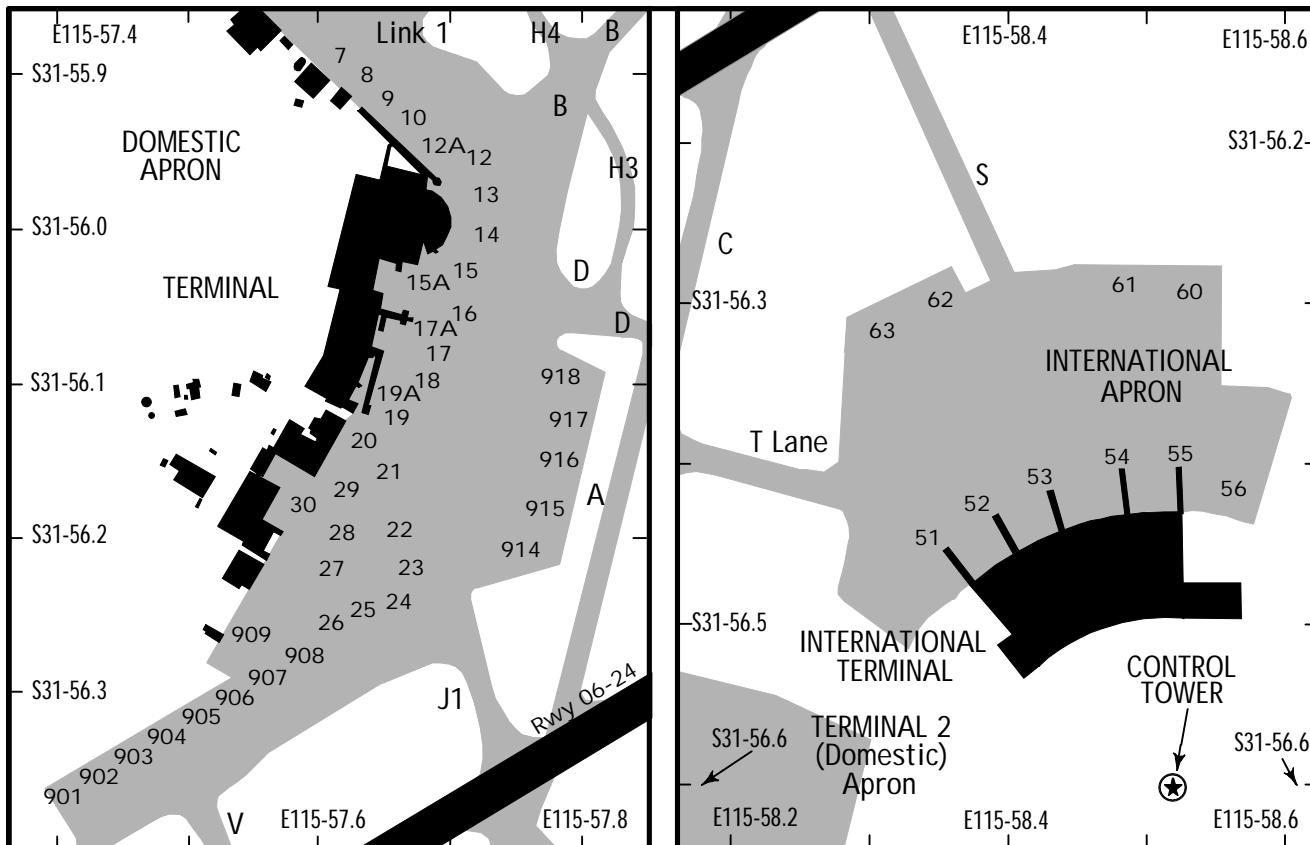 E115-57.4
Link 1
H4
B
7
S31-55.9
8
9
B
10
DOMESTIC
APRON
12A
12
H3
13
S31-56.0
14
15
D
15A
TERMINAL
16
17A
D
17
S31-56.1
18
918
19A
19
917
20
21
916
29
A
30
915
22
28
S31-56.2
914
27
23
24
25
26
909
908
907
S31-56.3
906
J1
Rwy 06-24
905
904
903
902
901
V
E115-57.6
E115-57.8
E115-58.4
E115-58.6
S31-56.2
S
C
61
60
S31-56.3
62
63
INTERNATIONAL
APRON
T Lane
54
55
53
56
52
51
S31-56.5
INTERNATIONAL
TERMINAL
CONTROL
TOWER
TERMINAL 2
(Domestic)
Apron
S31-56.6
S31-56.6
E115-58.2
E115-58.4
E115-58.6